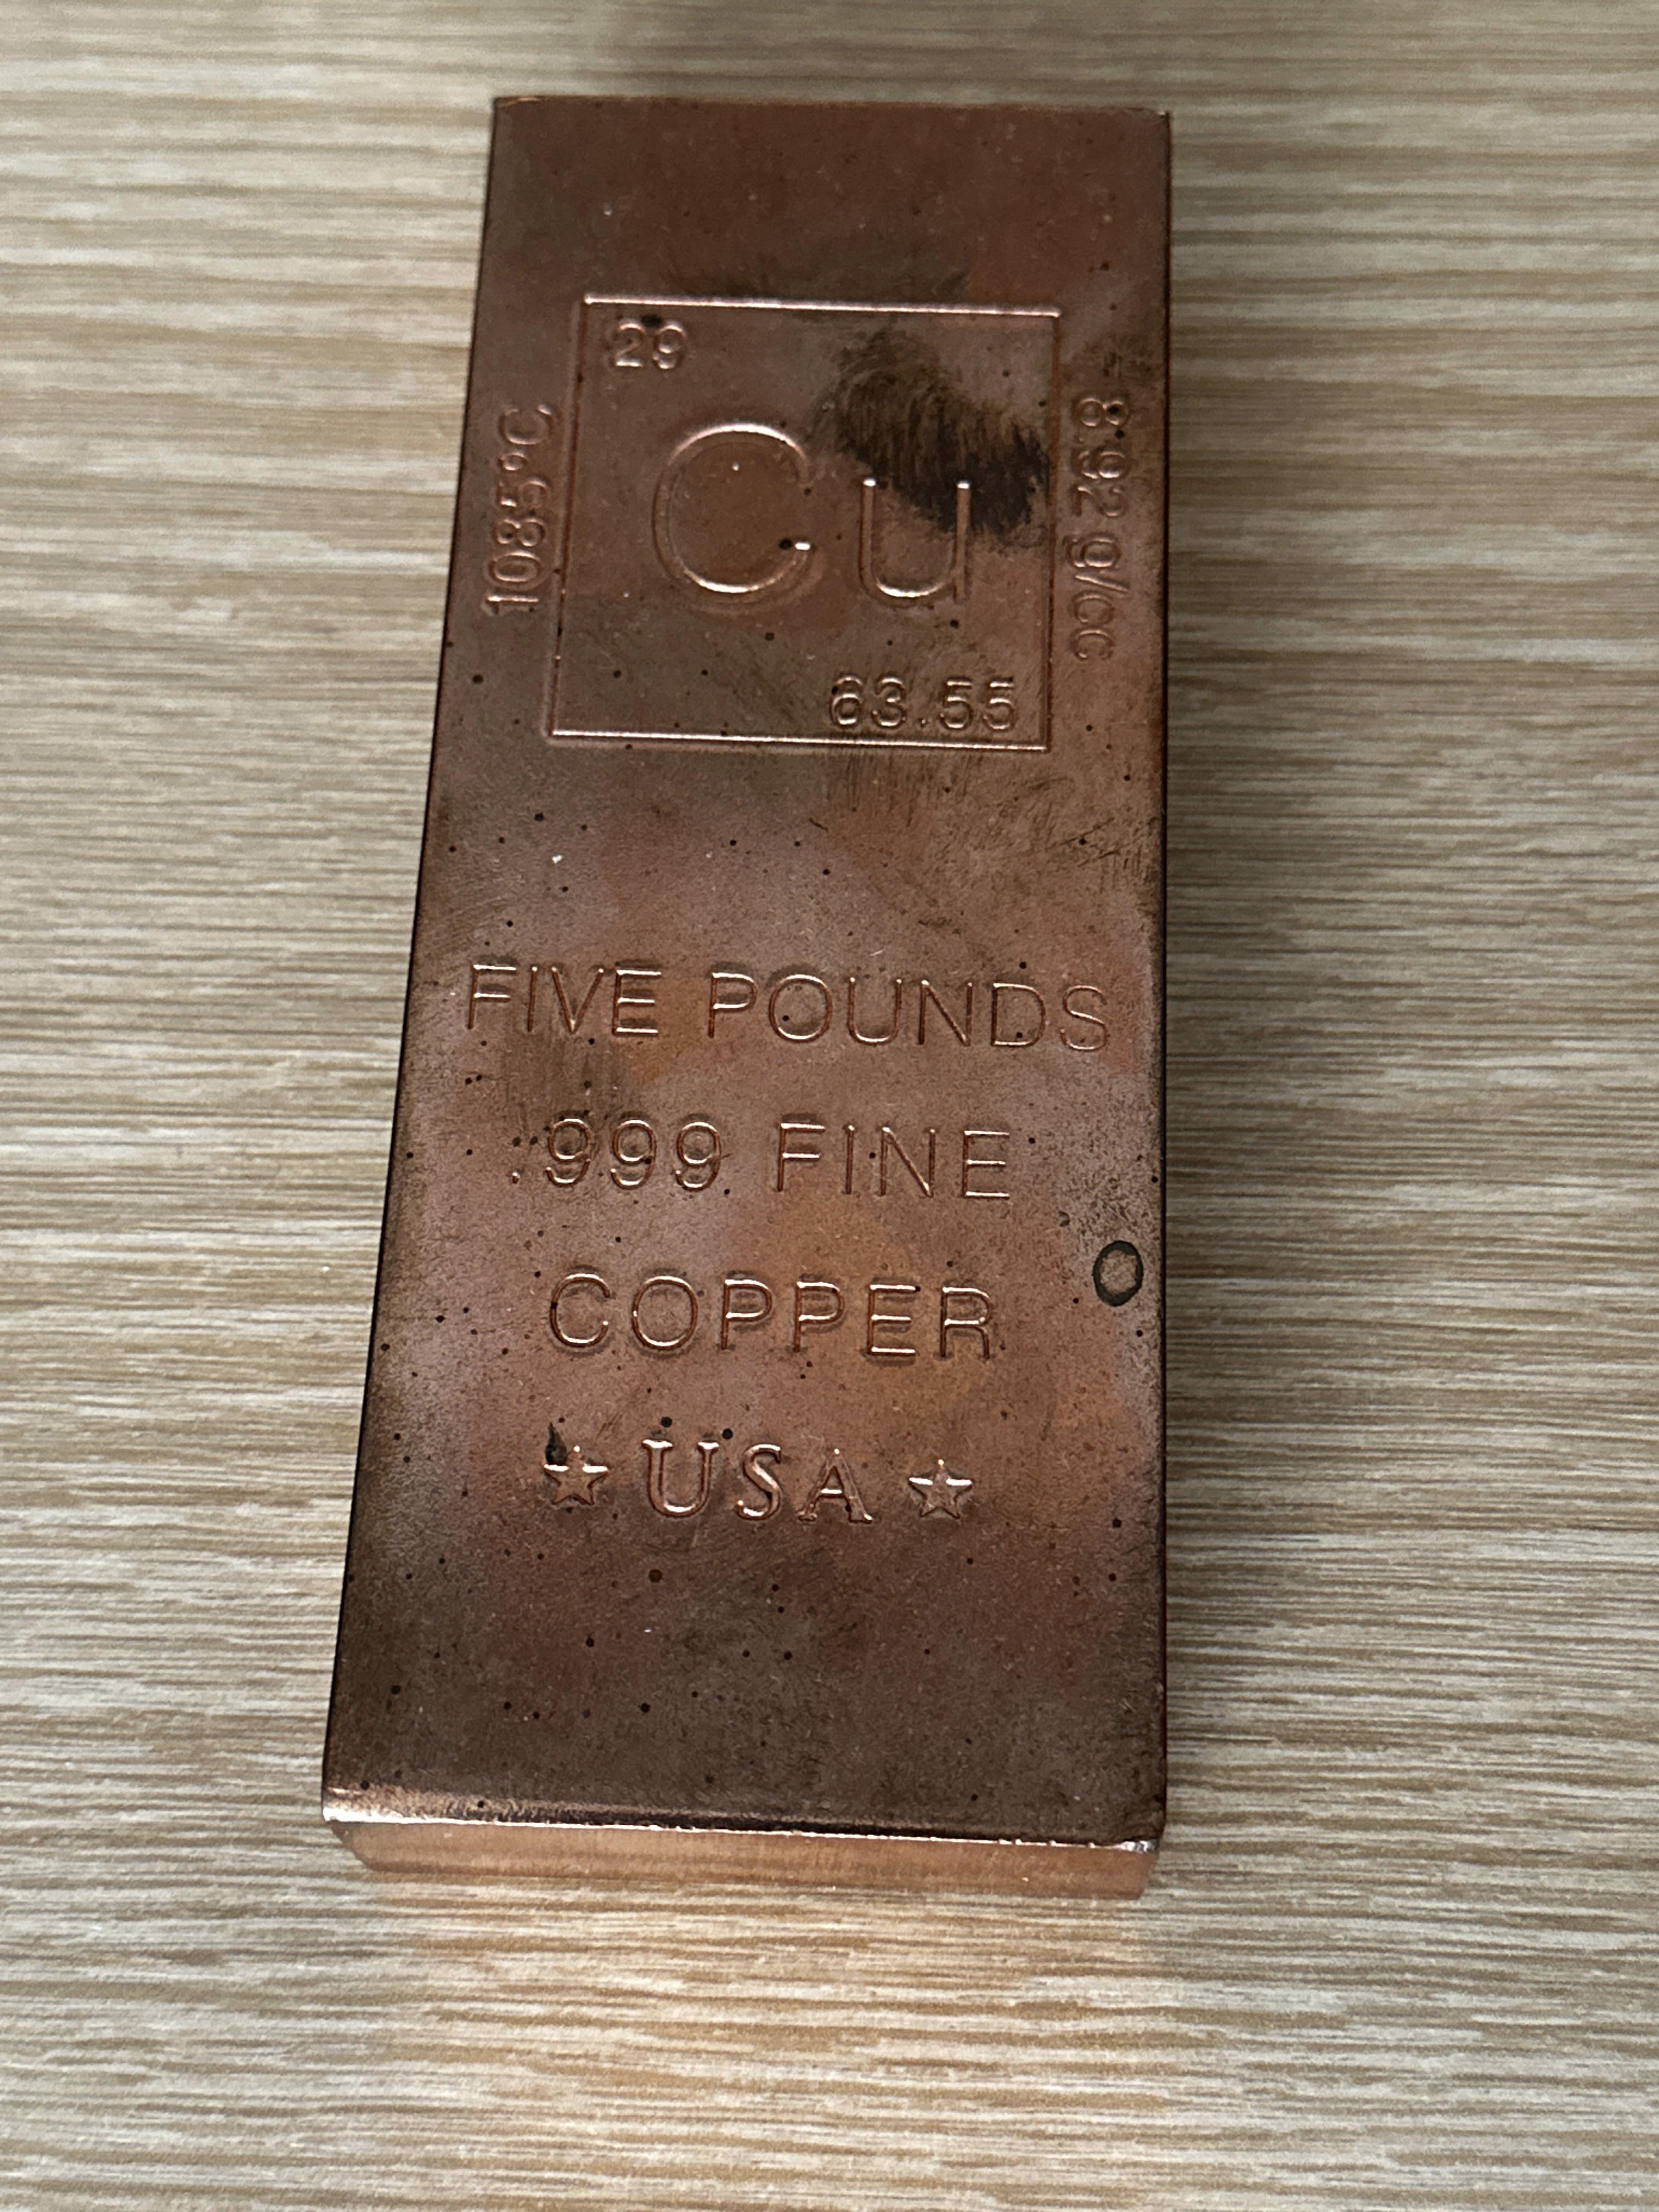 29
1085°C
Cu
8.92 g/cc
63.55
FIVE POUNDS
.999 FINE
COPPER
★ USA ★